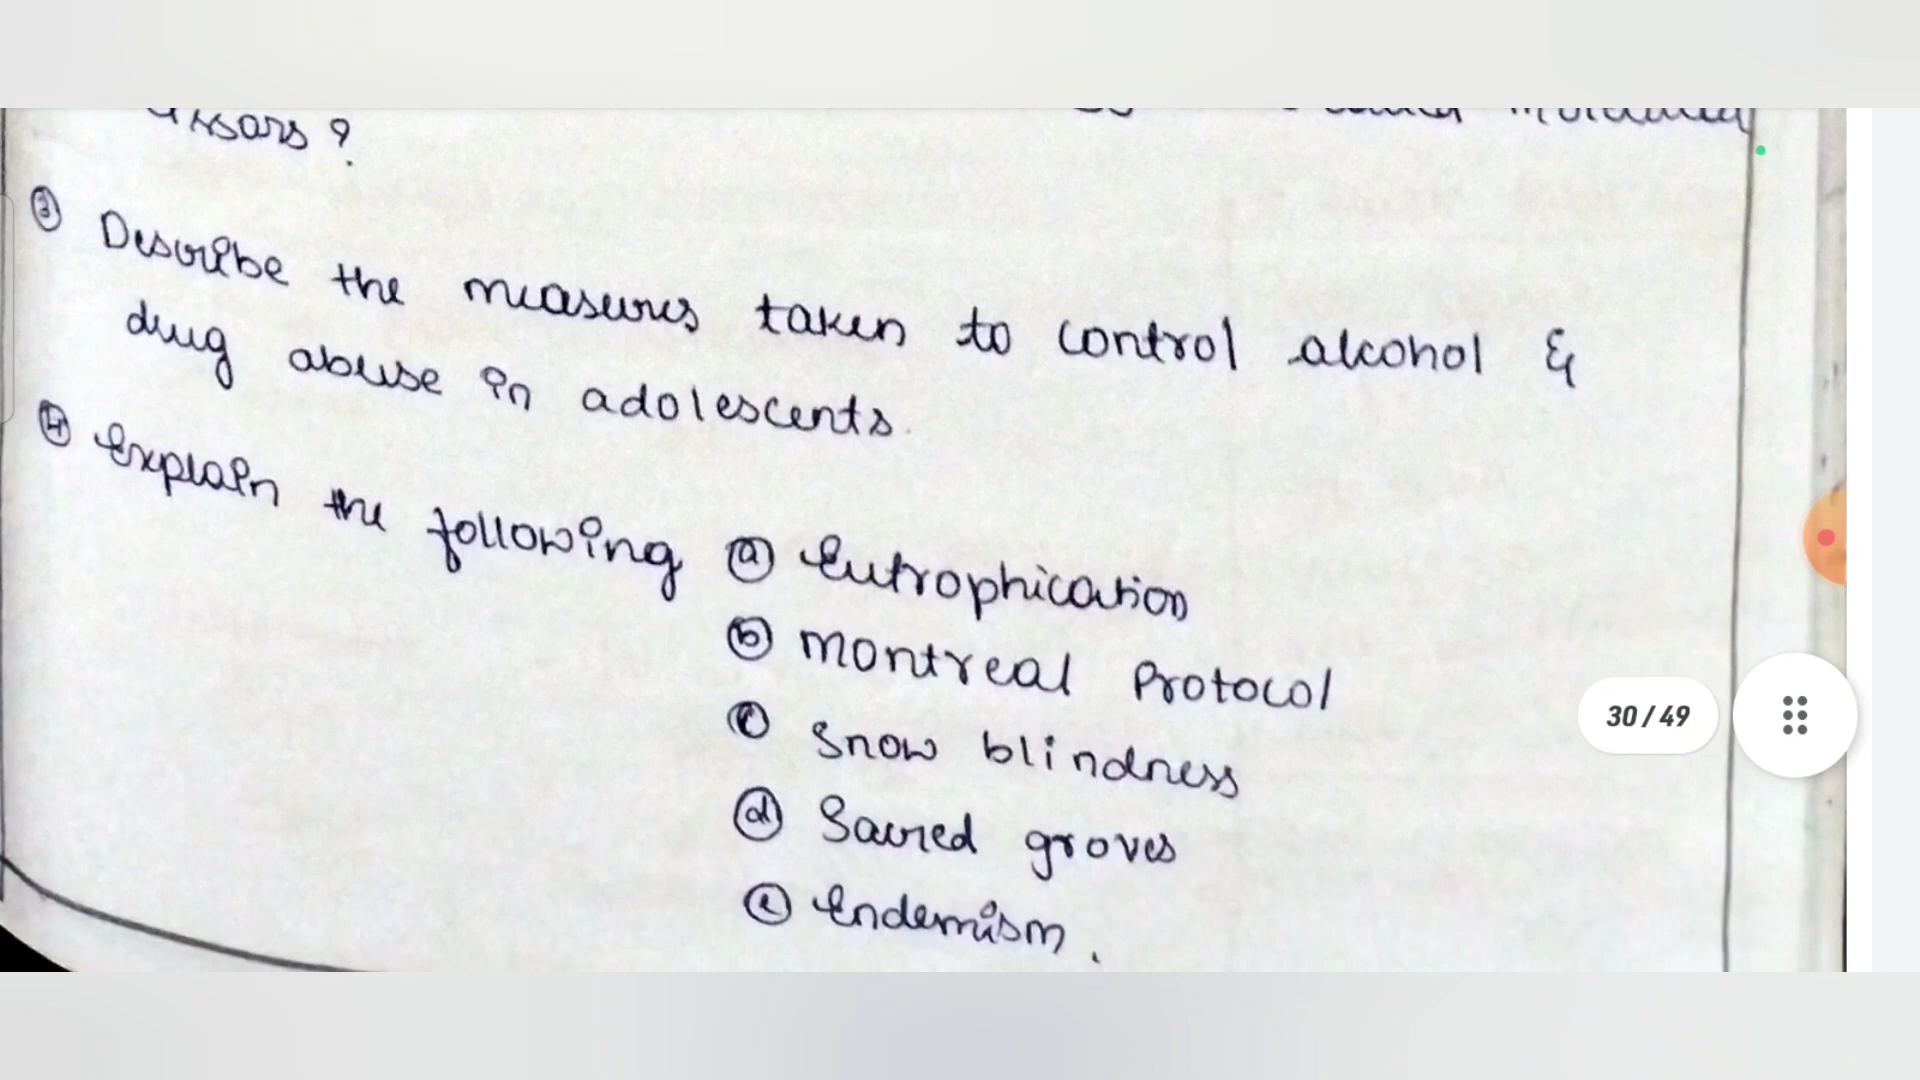 ③ Describe the measures taken to control alcohol &
drug abuse in adolescents.
④ Explain the following ⓐ Eutrophication
ⓑ Montreal Protocol
ⓒ Snow blindness
ⓓ Sacred groves
ⓔ Endemism.
30 / 49